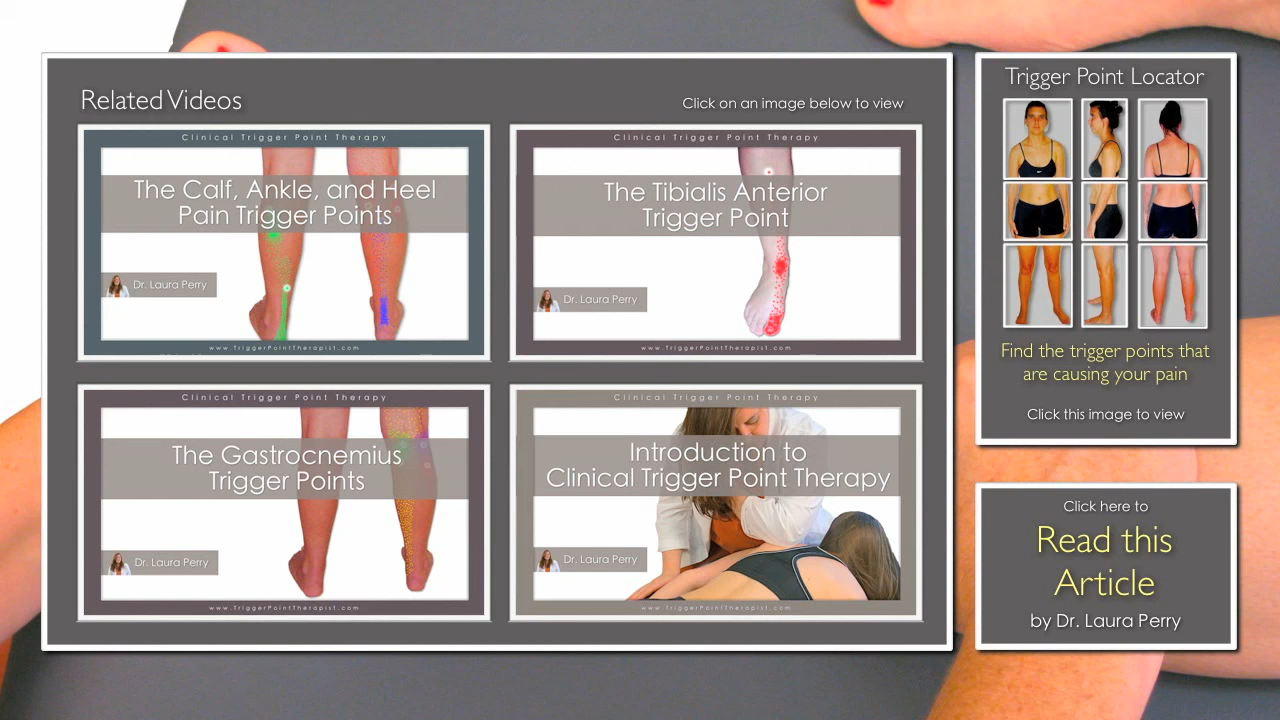 Related Videos
Click on an image below to view
Clinical Trigger Point Therapy
The Calf, Ankle, and Heel
Pain Trigger Points
Dr. Laura Perry
www.TriggerPointTherapist.com
Clinical Trigger Point Therapy
The Tibialis Anterior
Trigger Point
Dr. Laura Perry
www.TriggerPointTherapist.com
Clinical Trigger Point Therapy
The Gastrocnemius
Trigger Points
Dr. Laura Perry
www.TriggerPointTherapist.com
Clinical Trigger Point Therapy
Introduction to
Clinical Trigger Point Therapy
Dr. Laura Perry
www.TriggerPointTherapist.com
Trigger Point Locator
Find the trigger points that
are causing your pain
Click this image to view
Click here to
Read this
Article
by Dr. Laura Perry